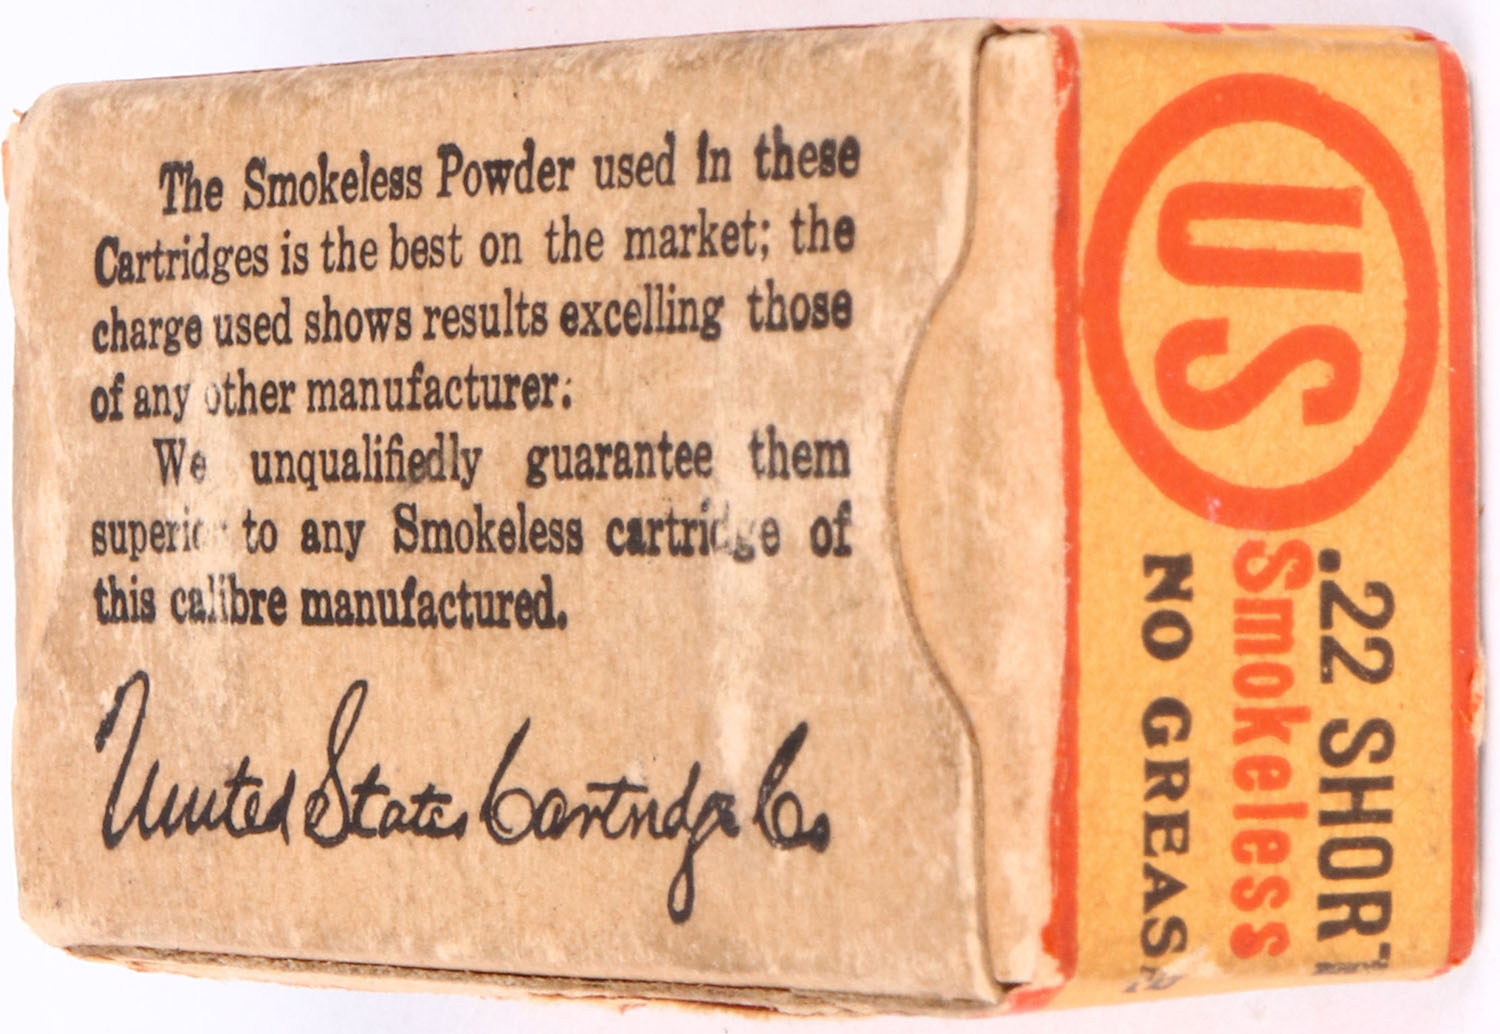 The Smokeless Powder used in these
Cartridges is the best on the market; the
charge used shows results excelling those
of any other manufacturer.
We unqualifiedly guarantee them
superior to any Smokeless cartridge of
this calibre manufactured.
United States Cartridge Co.
US
.22 SHORT
Smokeless
NO GREASE